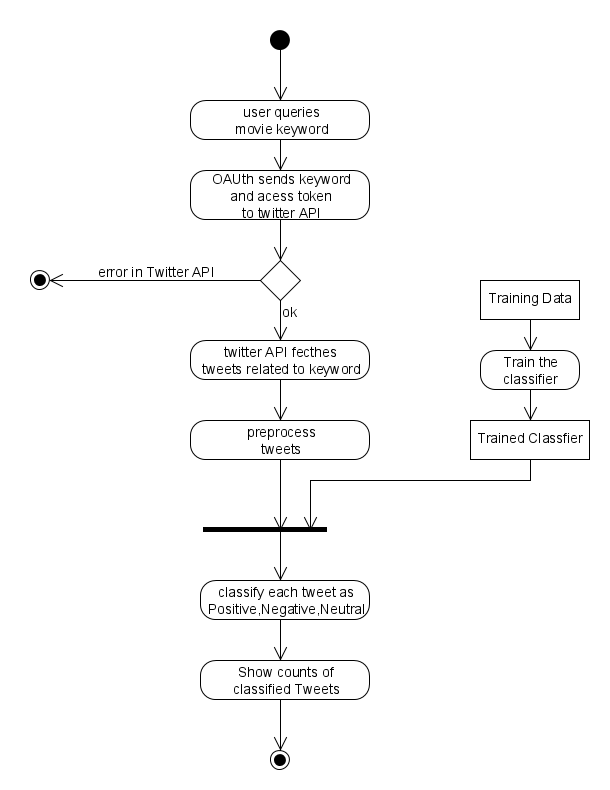 user queries
movie keyword
OAUth sends keyword
and acess token
to twitter API
error in Twitter API
ok
Training Data
twitter API fecthes
tweets related to keyword
Train the
classifier
preprocess
tweets
Trained Classfier
classify each tweet as
Positive,Negative,Neutral
Show counts of
classified Tweets